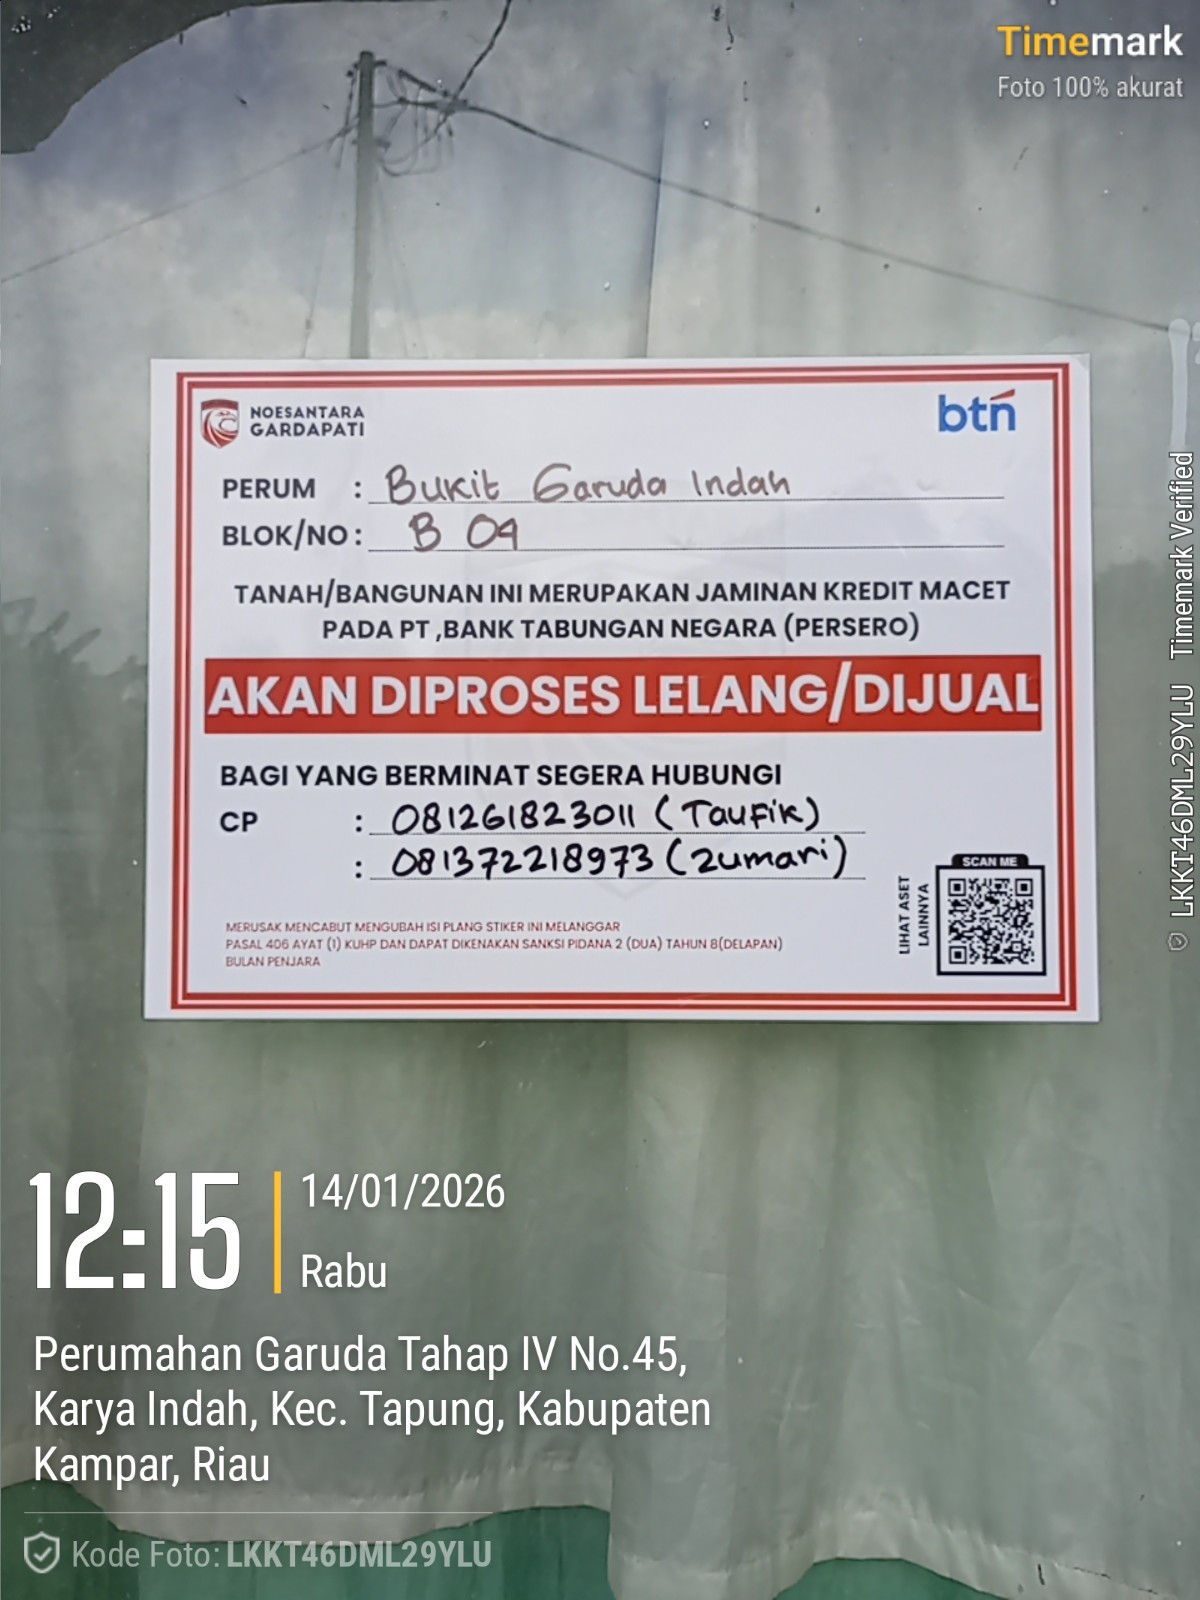 Timemark
Foto 100% akurat
NOESANTARA
GARDAPATI
btn
PERUM : Bukit Garuda Indah
BLOK/NO : B 09
TANAH/BANGUNAN INI MERUPAKAN JAMINAN KREDIT MACET
PADA PT ,BANK TABUNGAN NEGARA (PERSERO)
AKAN DIPROSES LELANG/DIJUAL
BAGI YANG BERMINAT SEGERA HUBUNGI
CP : 081261823011 (Taufik)
: 081372218973 (Zumari)
SCAN ME
LIHAT ASET
LAINNYA
MERUSAK MENCABUT MENGUBAH ISI PLANG STIKER INI MELANGGAR
PASAL 406 AYAT (1) KUHP DAN DAPAT DIKENAKAN SANKSI PIDANA 2 (DUA) TAHUN 8(DELAPAN)
BULAN PENJARA
LKKT46DML29YLU Timemark Verified
12:15
14/01/2026
Rabu
Perumahan Garuda Tahap IV No.45,
Karya Indah, Kec. Tapung, Kabupaten
Kampar, Riau
Kode Foto: LKKT46DML29YLU